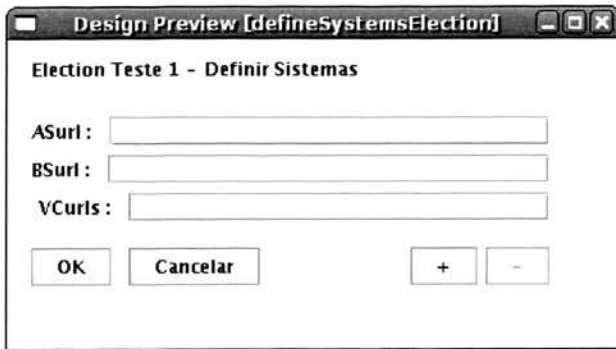 Design Preview [defineSystemsElection]
Election Teste 1 - Definir Sistemas
ASurl :
BSurl :
VCurls :
OK Cancelar + -